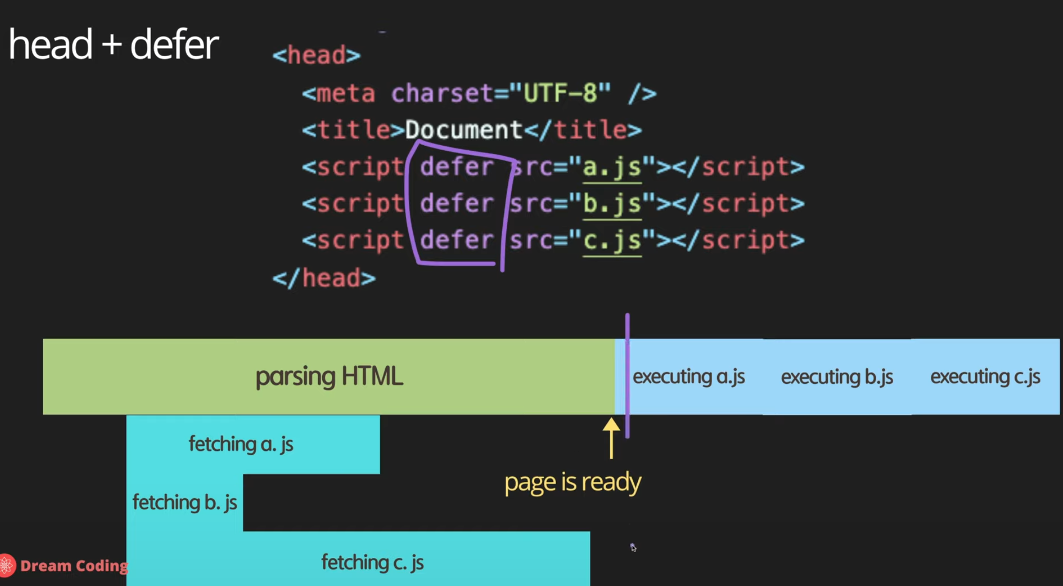 head + defer
<head>
<meta charset="UTF-8" />
<title>Document</title>
<script defer src="a.js"></script>
<script defer src="b.js"></script>
<script defer src="c.js"></script>
</head>
parsing HTML executing a.js executing b.js executing c.js
fetching a. js
page is ready
fetching b. js
fetching c. js
Dream Coding